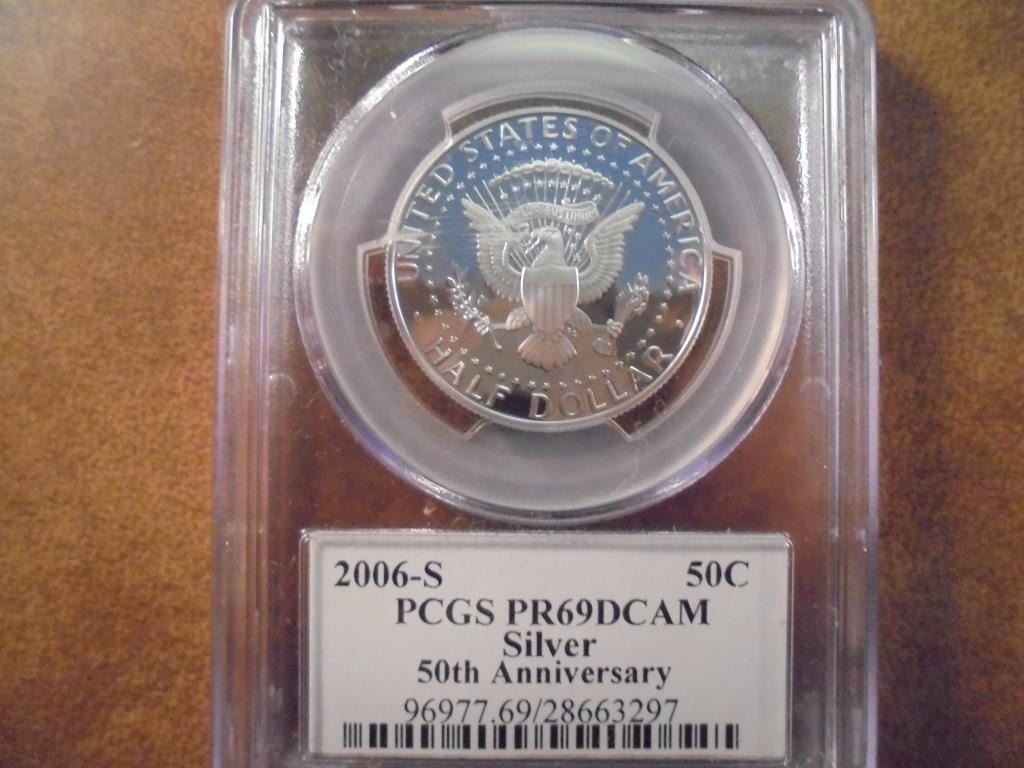 UNITED STATES OF AMERICA
E PLURIBUS UNUM
HALF DOLLAR
2006-S 50C
PCGS PR69DCAM
Silver
50th Anniversary
96977.69/28663297